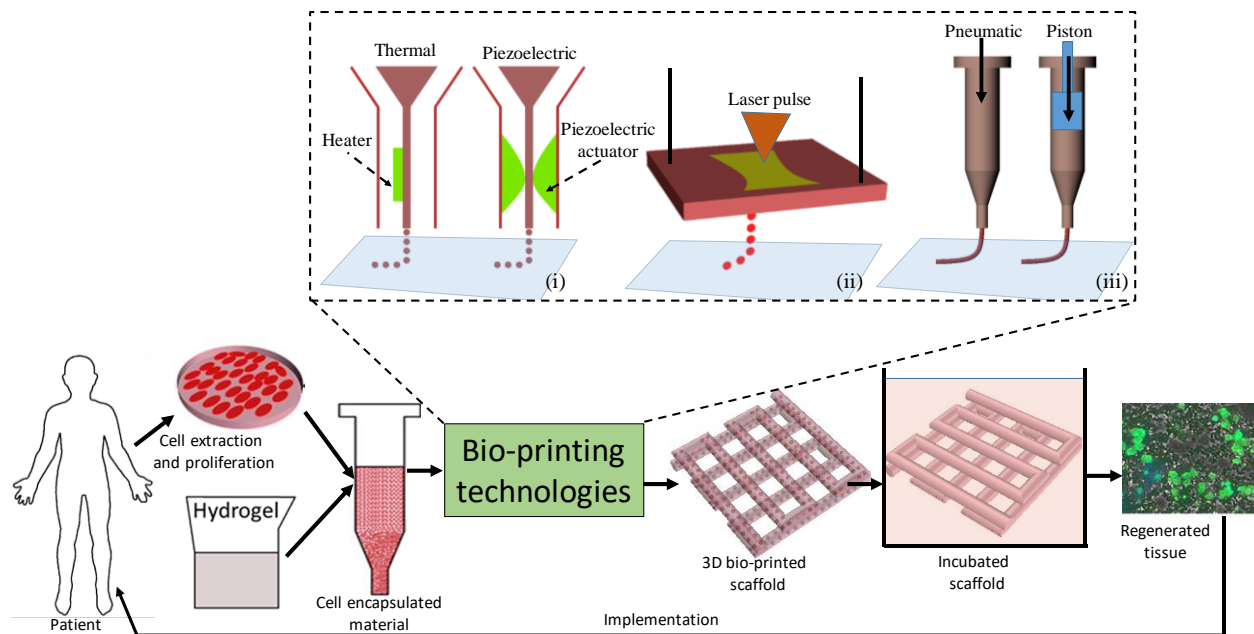 Thermal
Piezoelectric
Heater
Piezoelectric
actuator
(i)
Laser pulse
(ii)
Pneumatic
Piston
(iii)
Patient
Cell extraction
and proliferation
Hydrogel
Cell encapsulated
material
Bio-printing
technologies
3D bio-printed
scaffold
Incubated
scaffold
Regenerated
tissue
Implementation